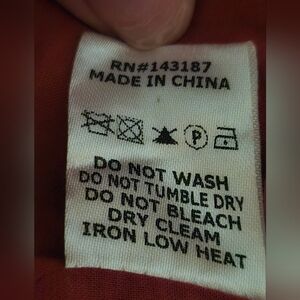 RN#143187
MADE IN CHINA
P
DO NOT WASH
DO NOT TUMBLE DRY
DO NOT BLEACH
DRY CLEAM
IRON LOW HEAT